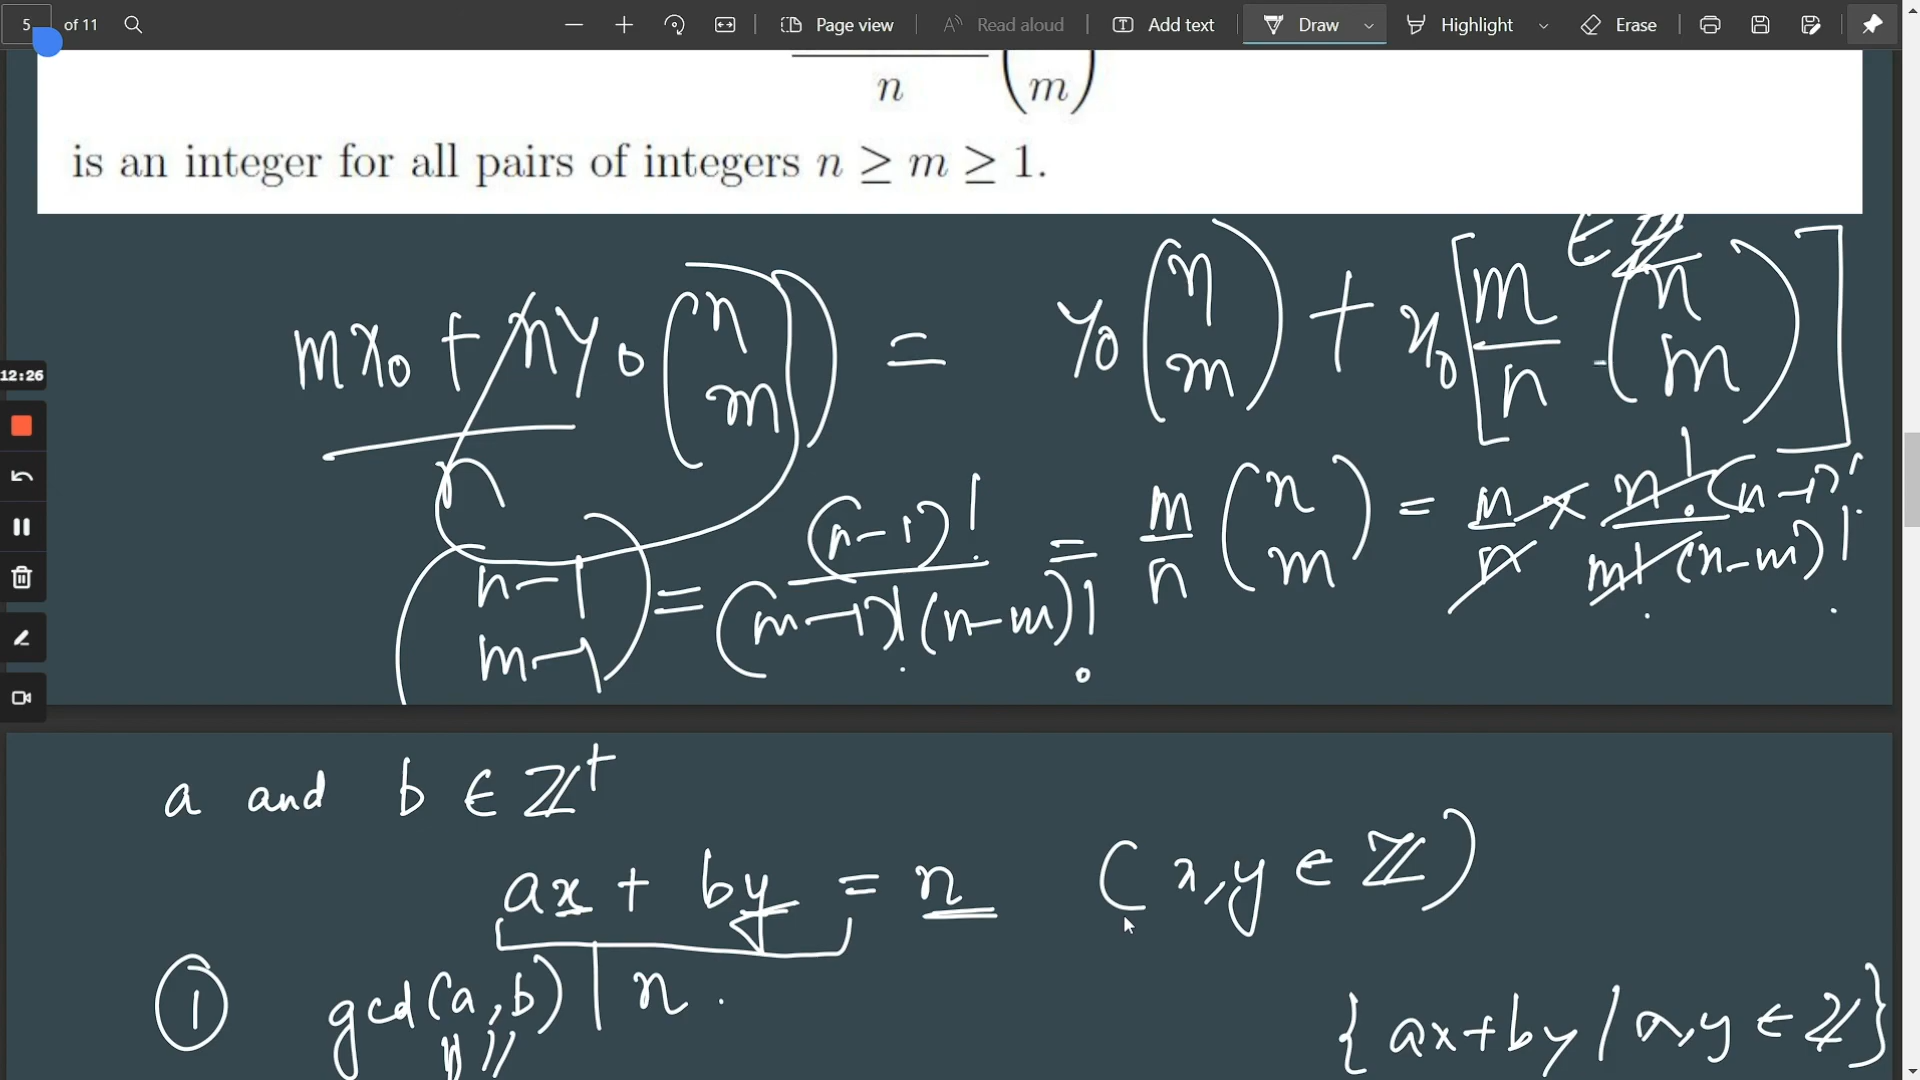 5 of 11 Page view Read aloud Add text Draw Highlight Erase
n ( m )
is an integer for all pairs of integers n ≥ m ≥ 1.
∈ ℤ
mx₀ + ny₀ / n (n m) = y₀ (n m) + x₀ [m/n · (n m)]
12:26
(n-1 m-1) = (n-1)! / (m-1)! (n-m)! = m/n (n m) = m/n × n! (n-1)! / m! (n-m)!
a and b ∈ ℤ⁺
ax + by = n (x,y ∈ ℤ)
① gcd(a,b) | n .
{ax+by / x,y ∈ ℤ}